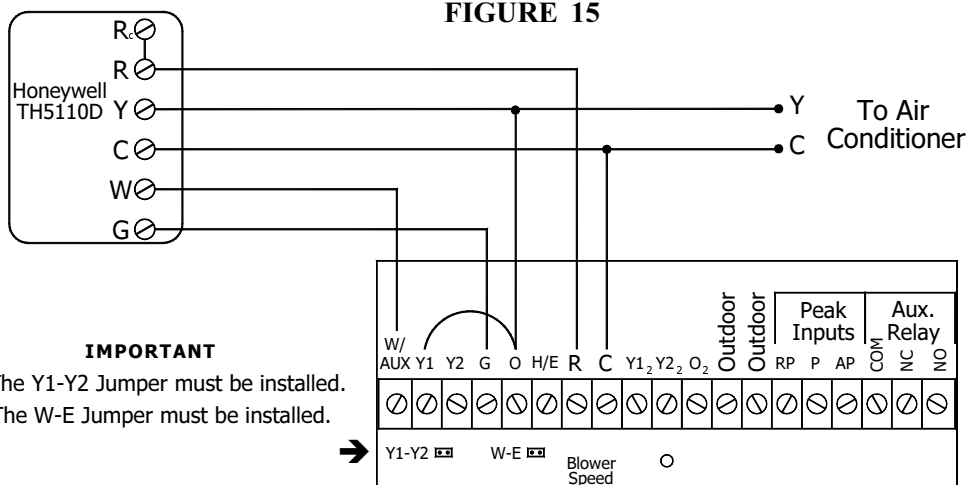 FIGURE 15
Rc
R
Honeywell
TH5110D
Y
C
W
G
Y
C
To Air
Conditioner
IMPORTANT
The Y1-Y2 Jumper must be installed.
The W-E Jumper must be installed.
Outdoor
Outdoor
Peak
Inputs
Aux.
Relay
W/
AUX Y1 Y2 G O H/E R C Y1₂ Y2₂ O₂ RP P AP COM NC NO
Y1-Y2 W-E
Blower
Speed